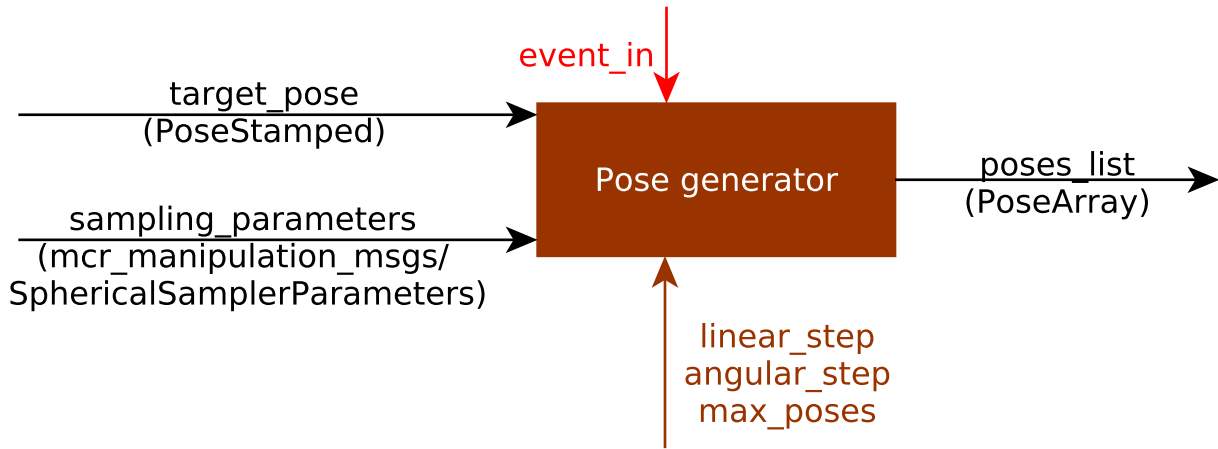 event_in
target_pose
(PoseStamped)
sampling_parameters
(mcr_manipulation_msgs/
SphericalSamplerParameters)
Pose generator
poses_list
(PoseArray)
linear_step
angular_step
max_poses